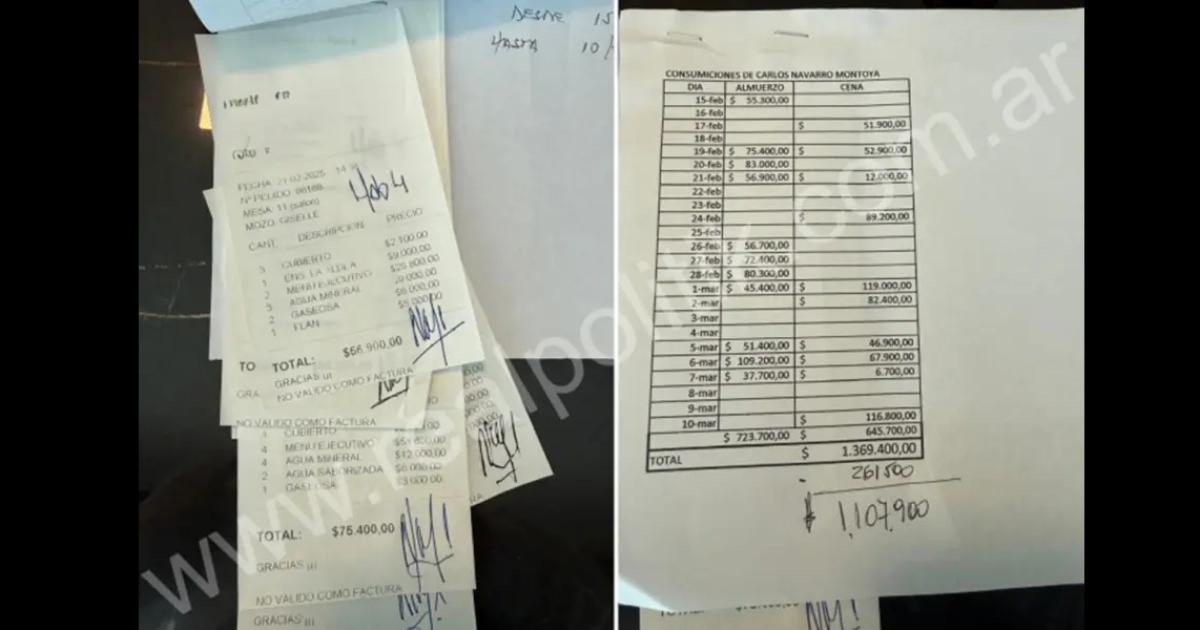 DESDE 15
HASTA 10/
FECHA: 21-02-2025
Nº PEDIDO: 86188
MESA: 11 (salon)
MOZO: GISELLE
CANT. DESCRIPCION PRECIO
3 CUBIERTO $2.100,00
1 $9.000,00
2 MENU EJECUTIVO $25.800,00
3 AGUA MINERAL
2 GASEOSA $6.000,00
1 FLAN $5.000,00
TO TOTAL: $56.900,00
GRACIAS ¡¡¡
GRA NO VALIDO COMO FACTURA
NO VALIDO COMO FACTURA
CUBIERTO
4 MENU EJECUTIVO $51.600,00
4 AGUA MINERAL $12.000,00
2 AGUA SABORIZADA $6.000,00
1 GASEOSA $3.000,00
TOTAL: $75.400,00
GRACIAS ¡¡¡
NO VALIDO COMO FACTURA
GRACIAS ¡¡¡
CONSUMICIONES DE CARLOS NAVARRO MONTOYA
DIA ALMUERZO CENA
15-feb $ 55.300,00
16-feb
17-feb $ 51.900,00
18-feb
19-feb $ 75.400,00 $ 52.900,00
20-feb $ 83.000,00
21-feb $ 56.900,00 $ 12.000,00
22-feb
23-feb
24-feb $ 89.200,00
25-feb
26-feb $ 56.700,00
27-feb $ 72.400,00
28-feb $ 80.300,00
1-mar $ 45.400,00 $ 119.000,00
2-mar $ 82.400,00
3-mar
4-mar
5-mar $ 51.400,00 $ 46.900,00
6-mar $ 109.200,00 $ 67.900,00
7-mar $ 37.700,00 $ 6.700,00
8-mar
9-mar
10-mar $ 116.800,00
$ 723.700,00 $ 645.700,00
TOTAL $ 1.369.400,00
- 261500
$ 1.107.900
www.realpolitik.com.ar